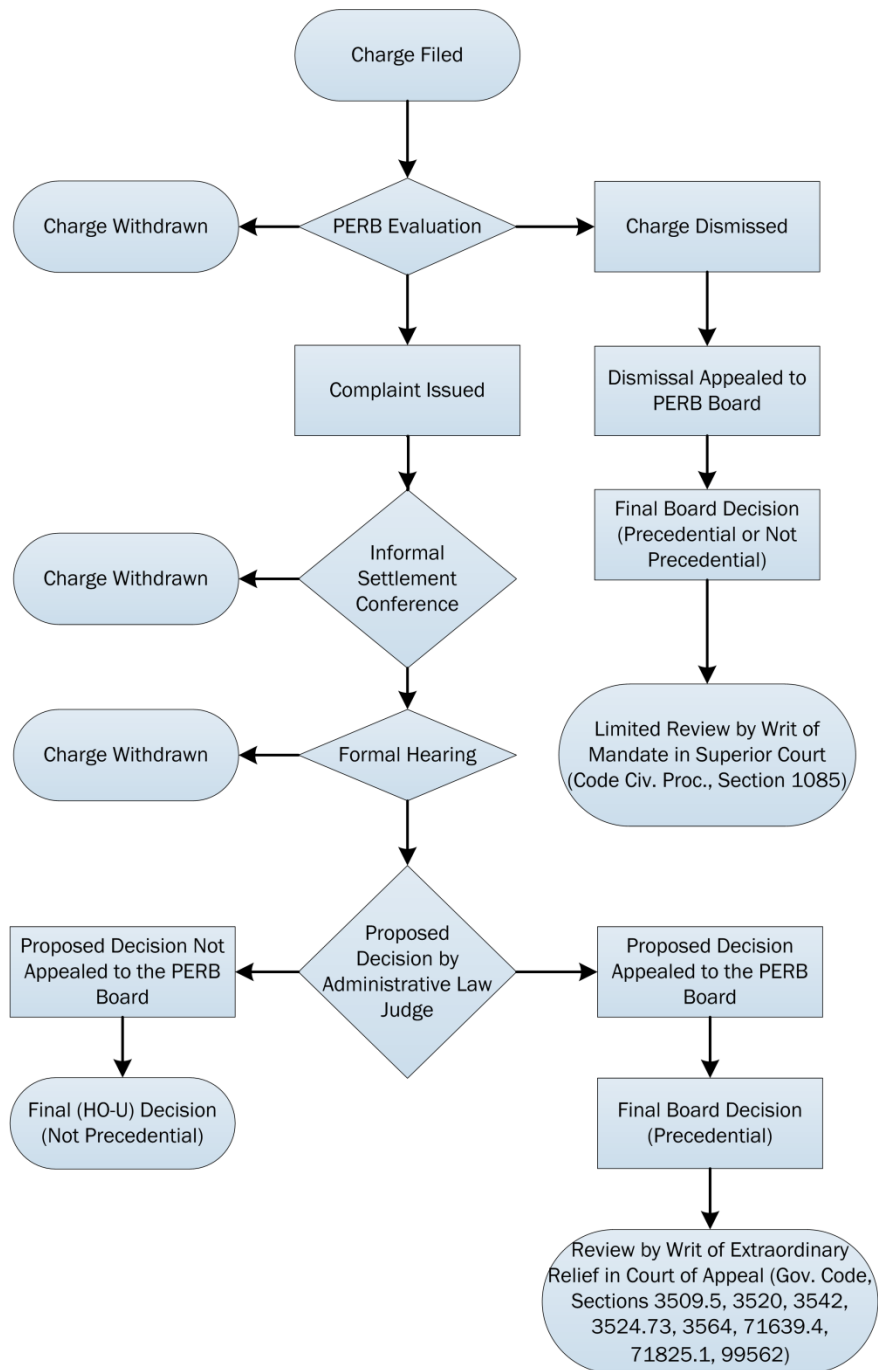 Charge Filed
Charge Withdrawn
PERB Evaluation
Charge Dismissed
Complaint Issued
Dismissal Appealed to
PERB Board
Final Board Decision
(Precedential or Not
Precedential)
Informal
Settlement
Conference
Charge Withdrawn
Limited Review by Writ of
Mandate in Superior Court
(Code Civ. Proc., Section 1085)
Formal Hearing
Charge Withdrawn
Proposed
Decision by
Administrative Law
Judge
Proposed Decision Not
Appealed to the PERB
Board
Proposed Decision
Appealed to the PERB
Board
Final (HO-U) Decision
(Not Precedential)
Final Board Decision
(Precedential)
Review by Writ of Extraordinary
Relief in Court of Appeal (Gov. Code,
Sections 3509.5, 3520, 3542,
3524.73, 3564, 71639.4,
71825.1, 99562)